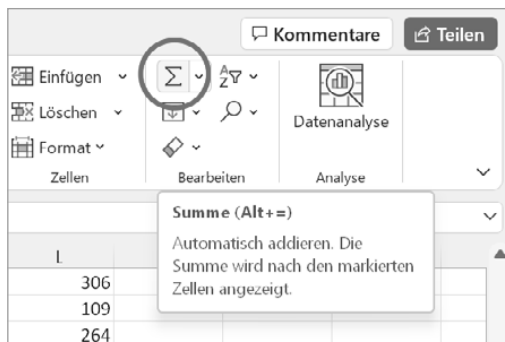 Kommentare
Teilen
Einfügen
Löschen
Format
Zellen
Σ
A
Z
Bearbeiten
Datenanalyse
Analyse
Summe (Alt+=)
Automatisch addieren. Die
Summe wird nach den markierten
Zellen angezeigt.
L
306
109
264